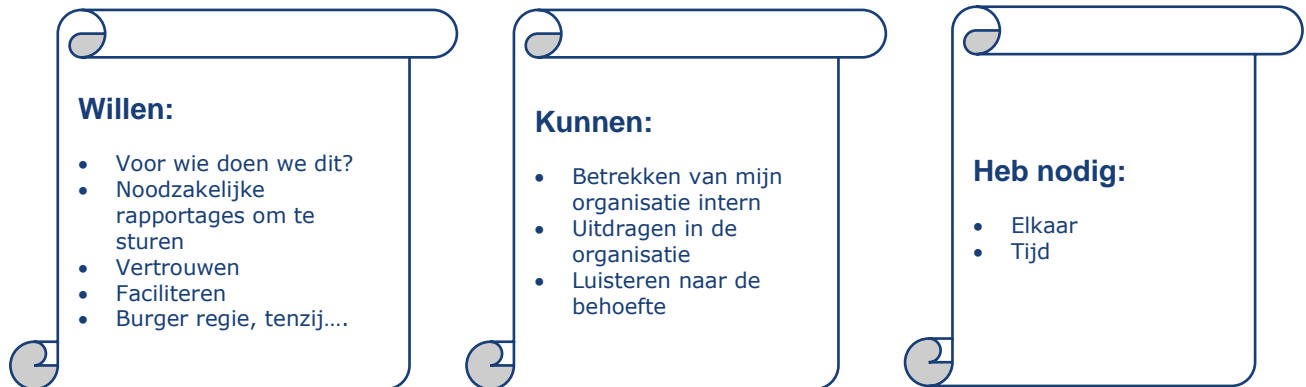 Willen:
• Voor wie doen we dit?
• Noodzakelijke
rapportages om te
sturen
• Vertrouwen
• Faciliteren
• Burger regie, tenzij….
Kunnen:
• Betrekken van mijn
organisatie intern
• Uitdragen in de
organisatie
• Luisteren naar de
behoefte
Heb nodig:
• Elkaar
• Tijd